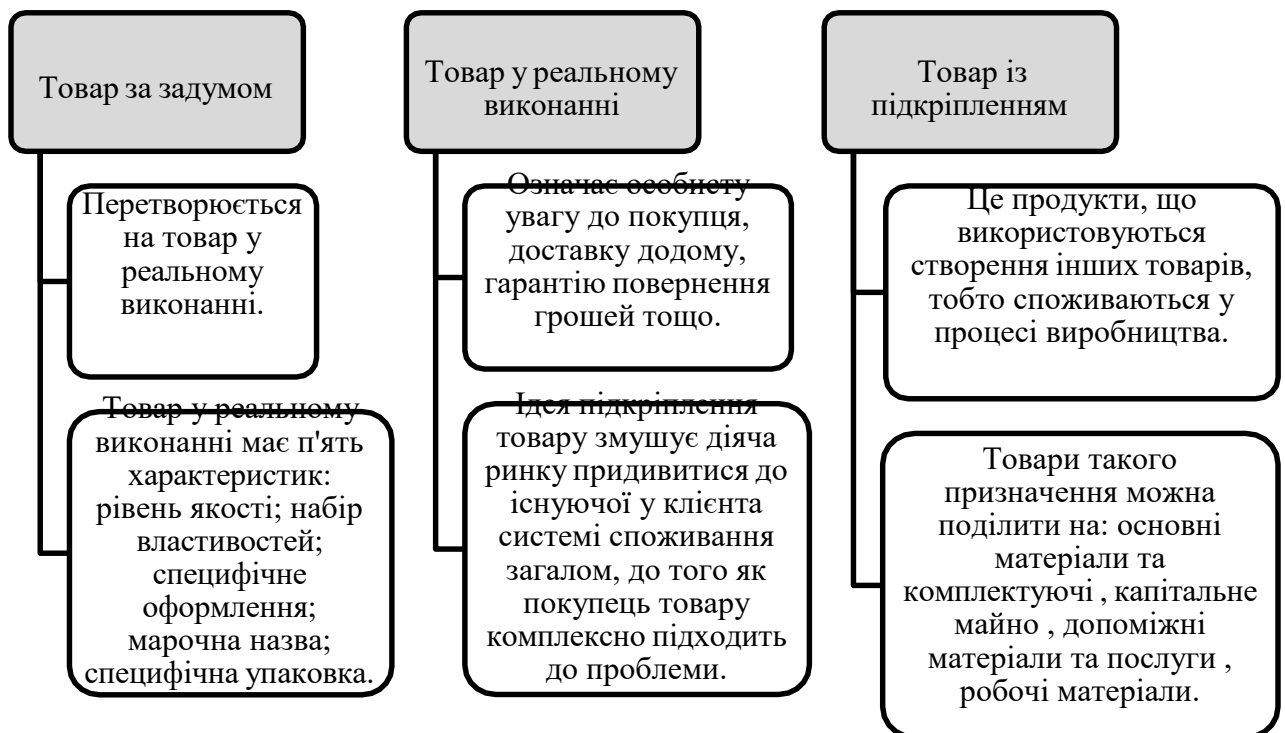 Товар за задумом
Перетворюється
на товар у
реальному
виконанні.
Товар у реальному
виконанні має п'ять
характеристик:
рівень якості; набір
властивостей;
специфічне
оформлення;
марочна назва;
специфічна упаковка.
Товар у реальному
виконанні
Означає особисту
увагу до покупця,
доставку додому,
гарантію повернення
грошей тощо.
Ідея підкріплення
товару змушує діяча
ринку придивитися до
існуючої у клієнта
системі споживання
загалом, до того як
покупець товару
комплексно підходить
до проблеми.
Товар із
підкріпленням
Це продукти, що
використовуються
створення інших товарів,
тобто споживаються у
процесі виробництва.
Товари такого
призначення можна
поділити на: основні
матеріали та
комплектуючі , капітальне
майно , допоміжні
матеріали та послуги ,
робочі матеріали.